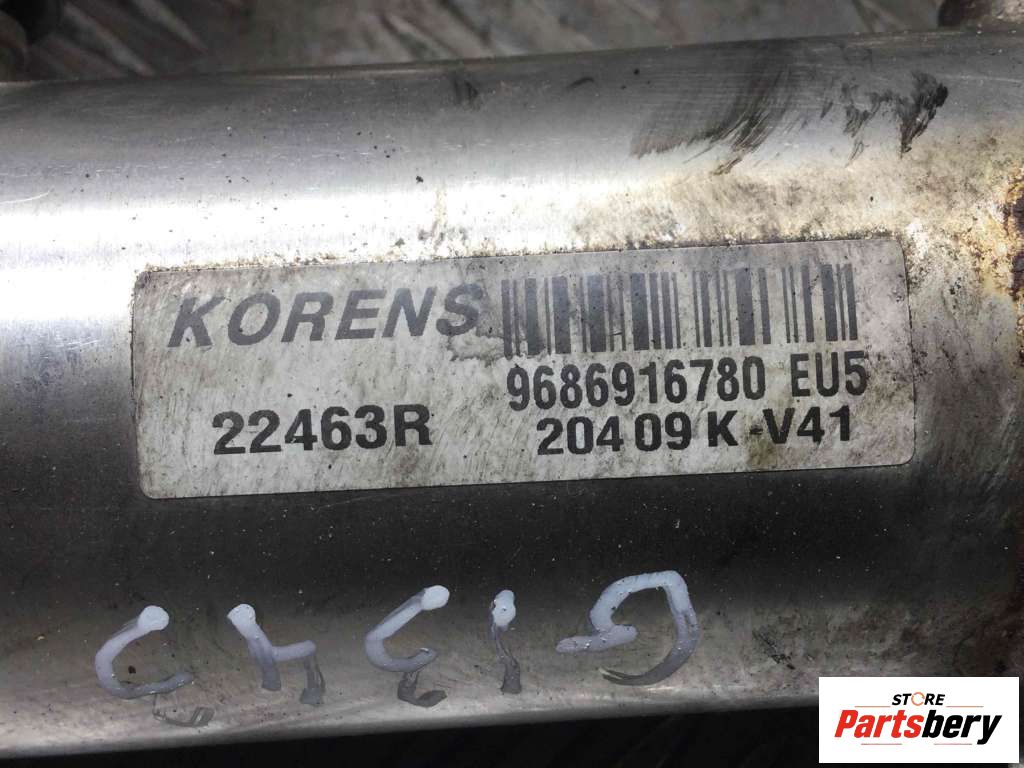 KORENS
9686916780 EU5
22463R
20409 K-V41
STORE
Partsbery